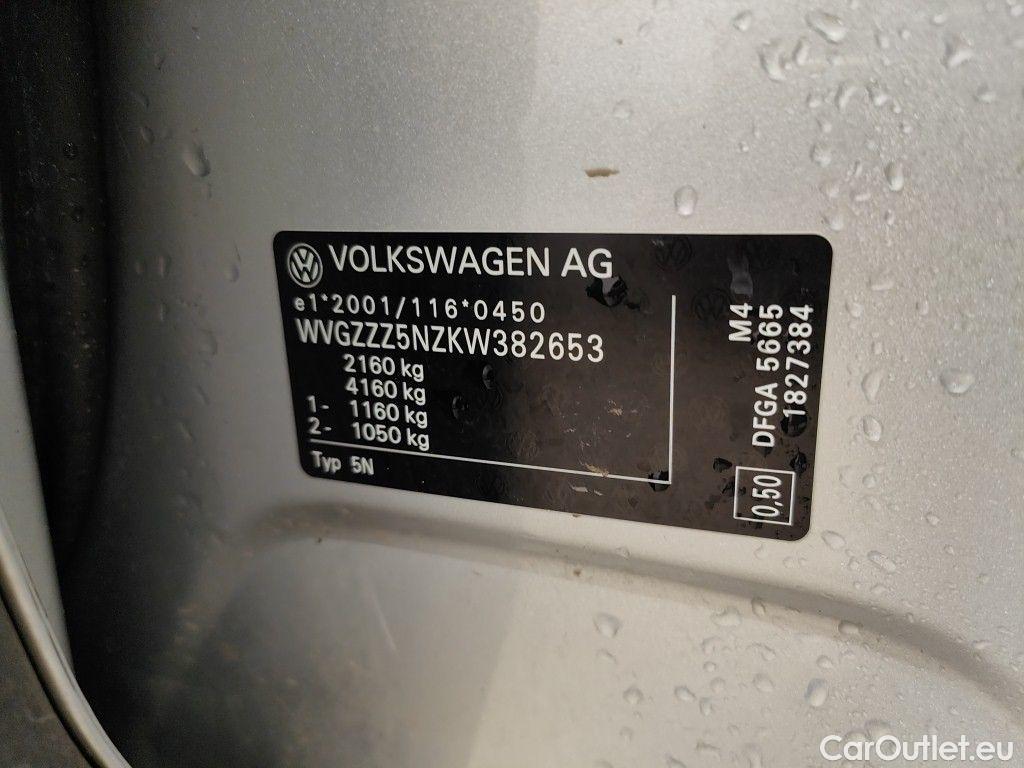 VOLKSWAGEN AG
e1*2001/116*0450
WVGZZZ5NZKW382653
2160 kg
4160 kg
1- 1160 kg
2- 1050 kg
Typ 5N
M4
DFGA 5665
1827384
0,50
CarOutlet.eu